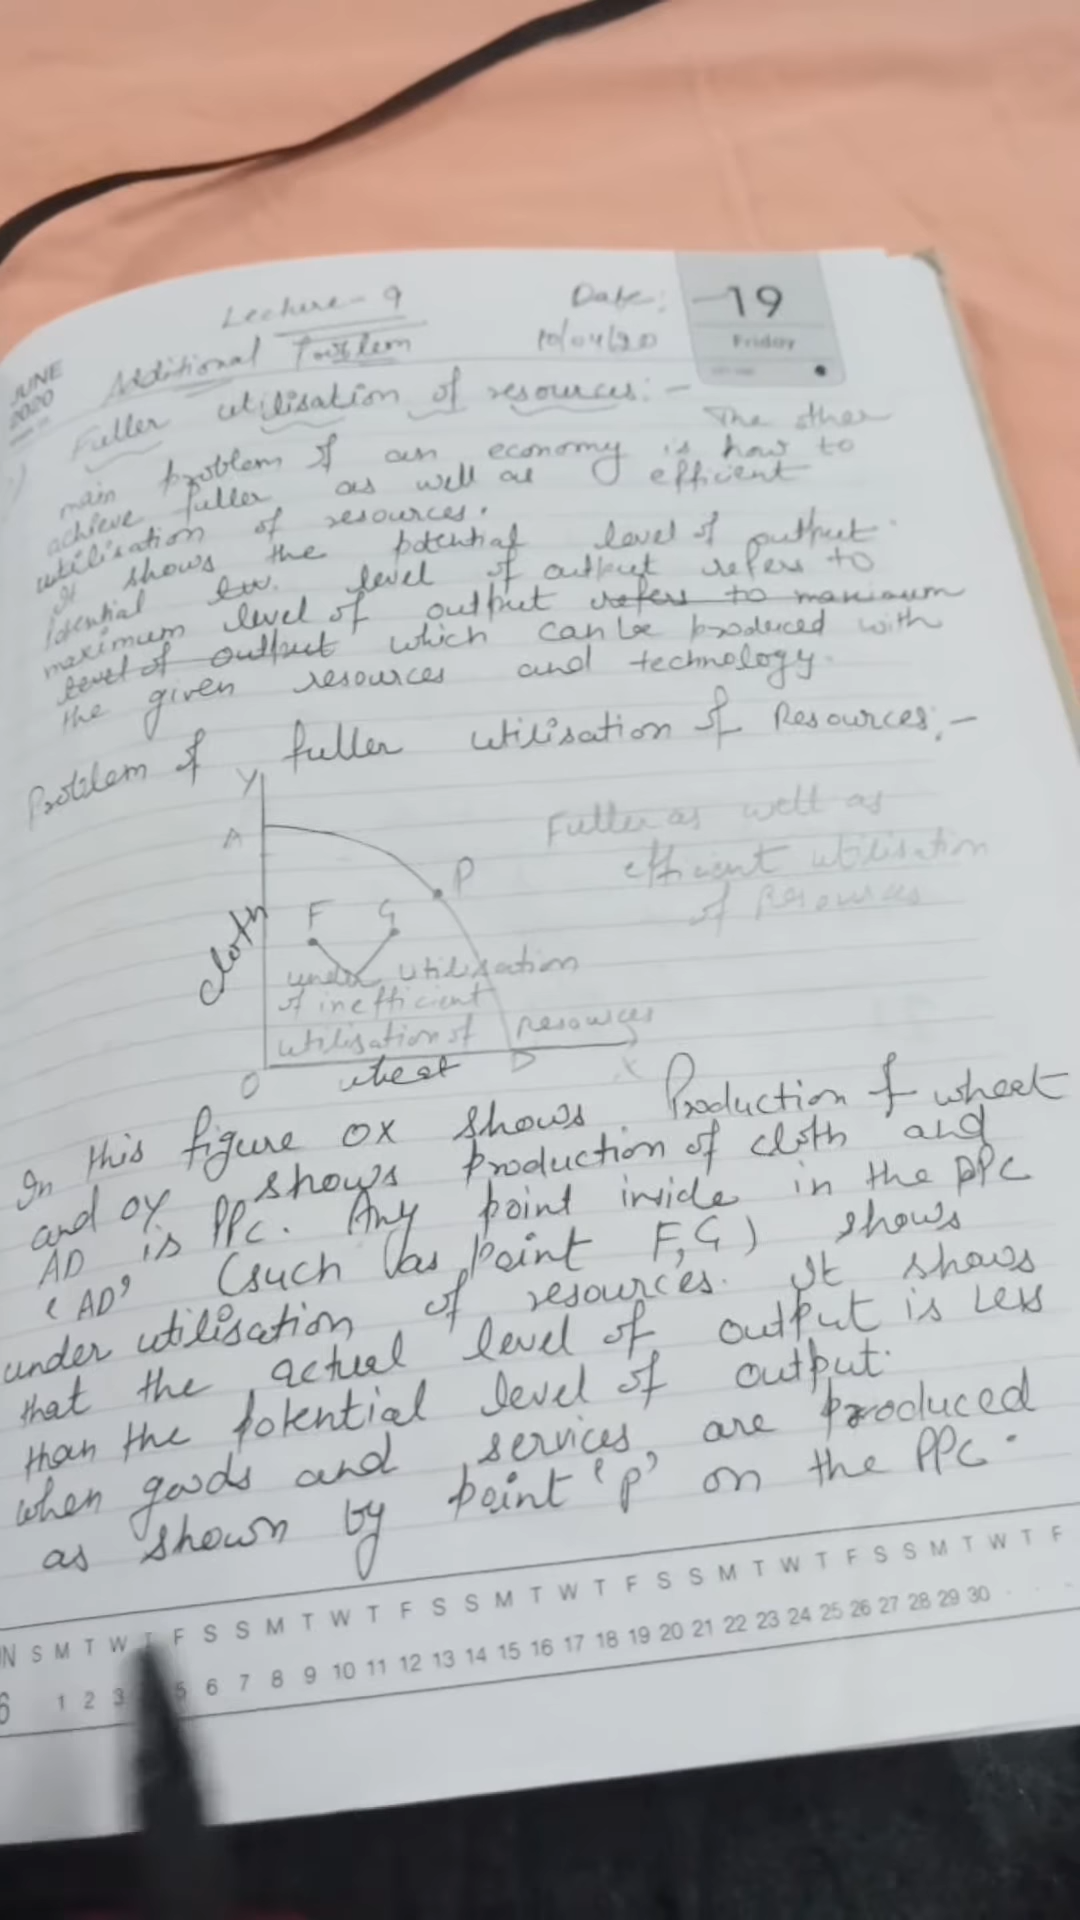 Lecture - 9
Date:
19
10/04/20
Friday
JUNE
2020
Additional Problem
Fuller utilisation of resources: -
The other
main problem of an economy is how to
achieve fuller as well as efficient
utilisation of resources.
It shows the potential level of output.
Potential level of output refers to
maximum level of output refers to maximum
level of output which can be produced with
the given resources and technology.
Problem of fuller utilisation of Resources: -
Y
A
P
Fuller as well as
efficient utilisation
of Resources
F
G
cloth
under utilisation
of inefficient
utilisation of resources
O
wheat
D
X
In this figure OX shows Production of wheat
and OY shows production of cloth and
AD is PPC. Any point inside in the PPC
'AD' (such as point F, G) shows
under utilisation of resources. It shows
that the actual level of output is Less
than the potential level of output.
when goods and services, are produced
as shown by point 'P' on the PPC.
N S M T W T F S S M T W T F S S M T W T F S S M T W T F S S M T W T F
6 1 2 3 5 6 7 8 9 10 11 12 13 14 15 16 17 18 19 20 21 22 23 24 25 26 27 28 29 30